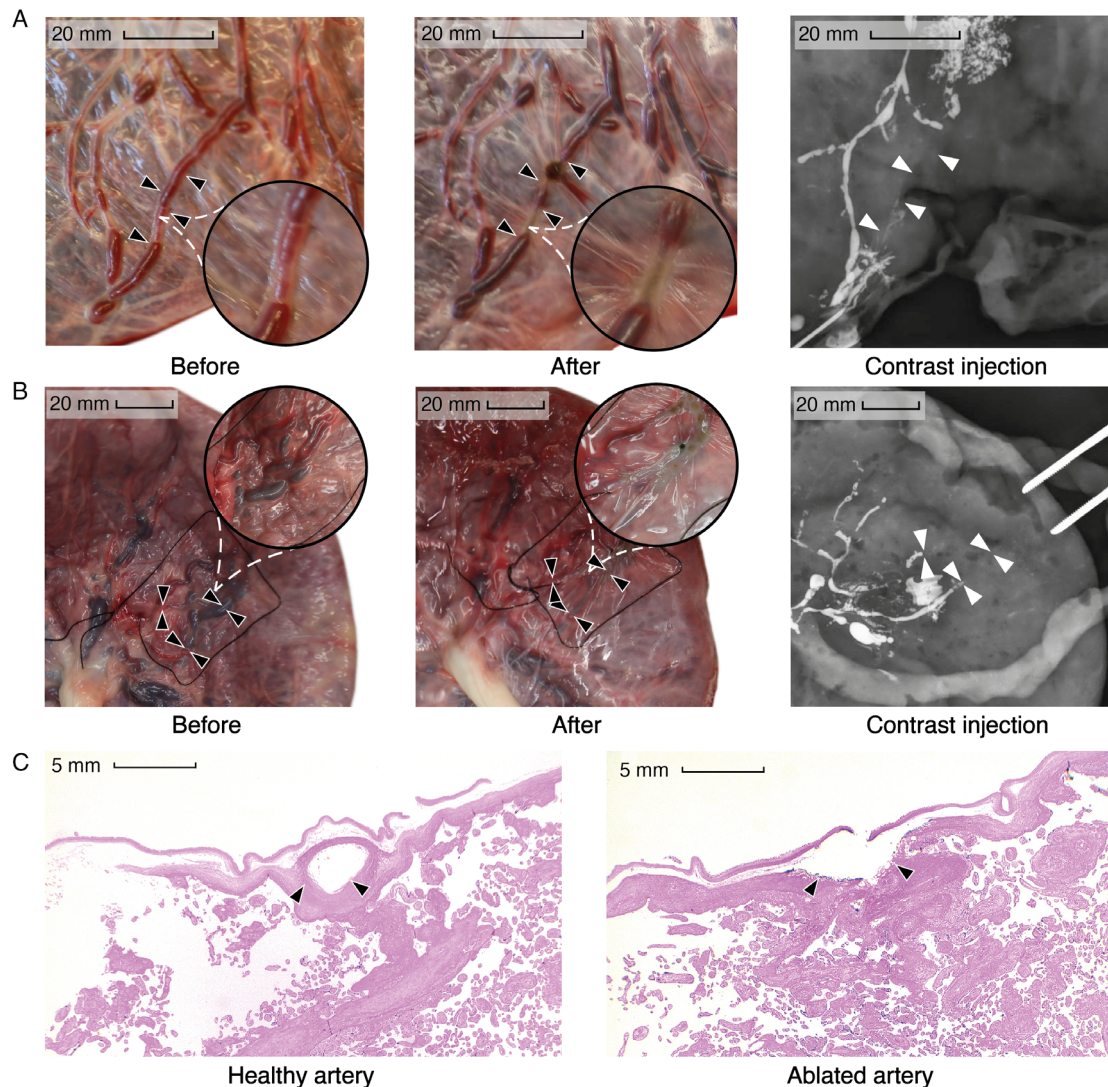 A
20 mm
20 mm
20 mm
Before
After
Contrast injection
B
20 mm
20 mm
20 mm
Before
After
Contrast injection
C
5 mm
5 mm
Healthy artery
Ablated artery